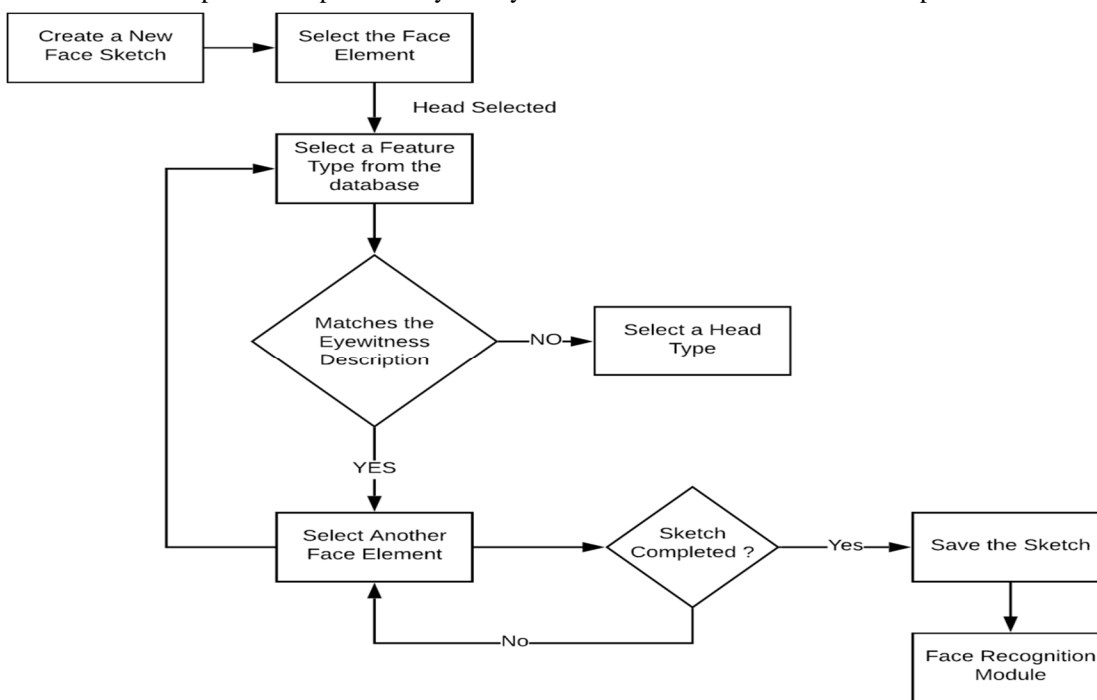 Create a New
Face Sketch
Select the Face
Element
Head Selected
Select a Feature
Type from the
database
Matches the
Eyewitness
Description
NO
Select a Head
Type
YES
Select Another
Face Element
Sketch
Completed ?
Yes
Save the Sketch
No
Face Recognition
Module